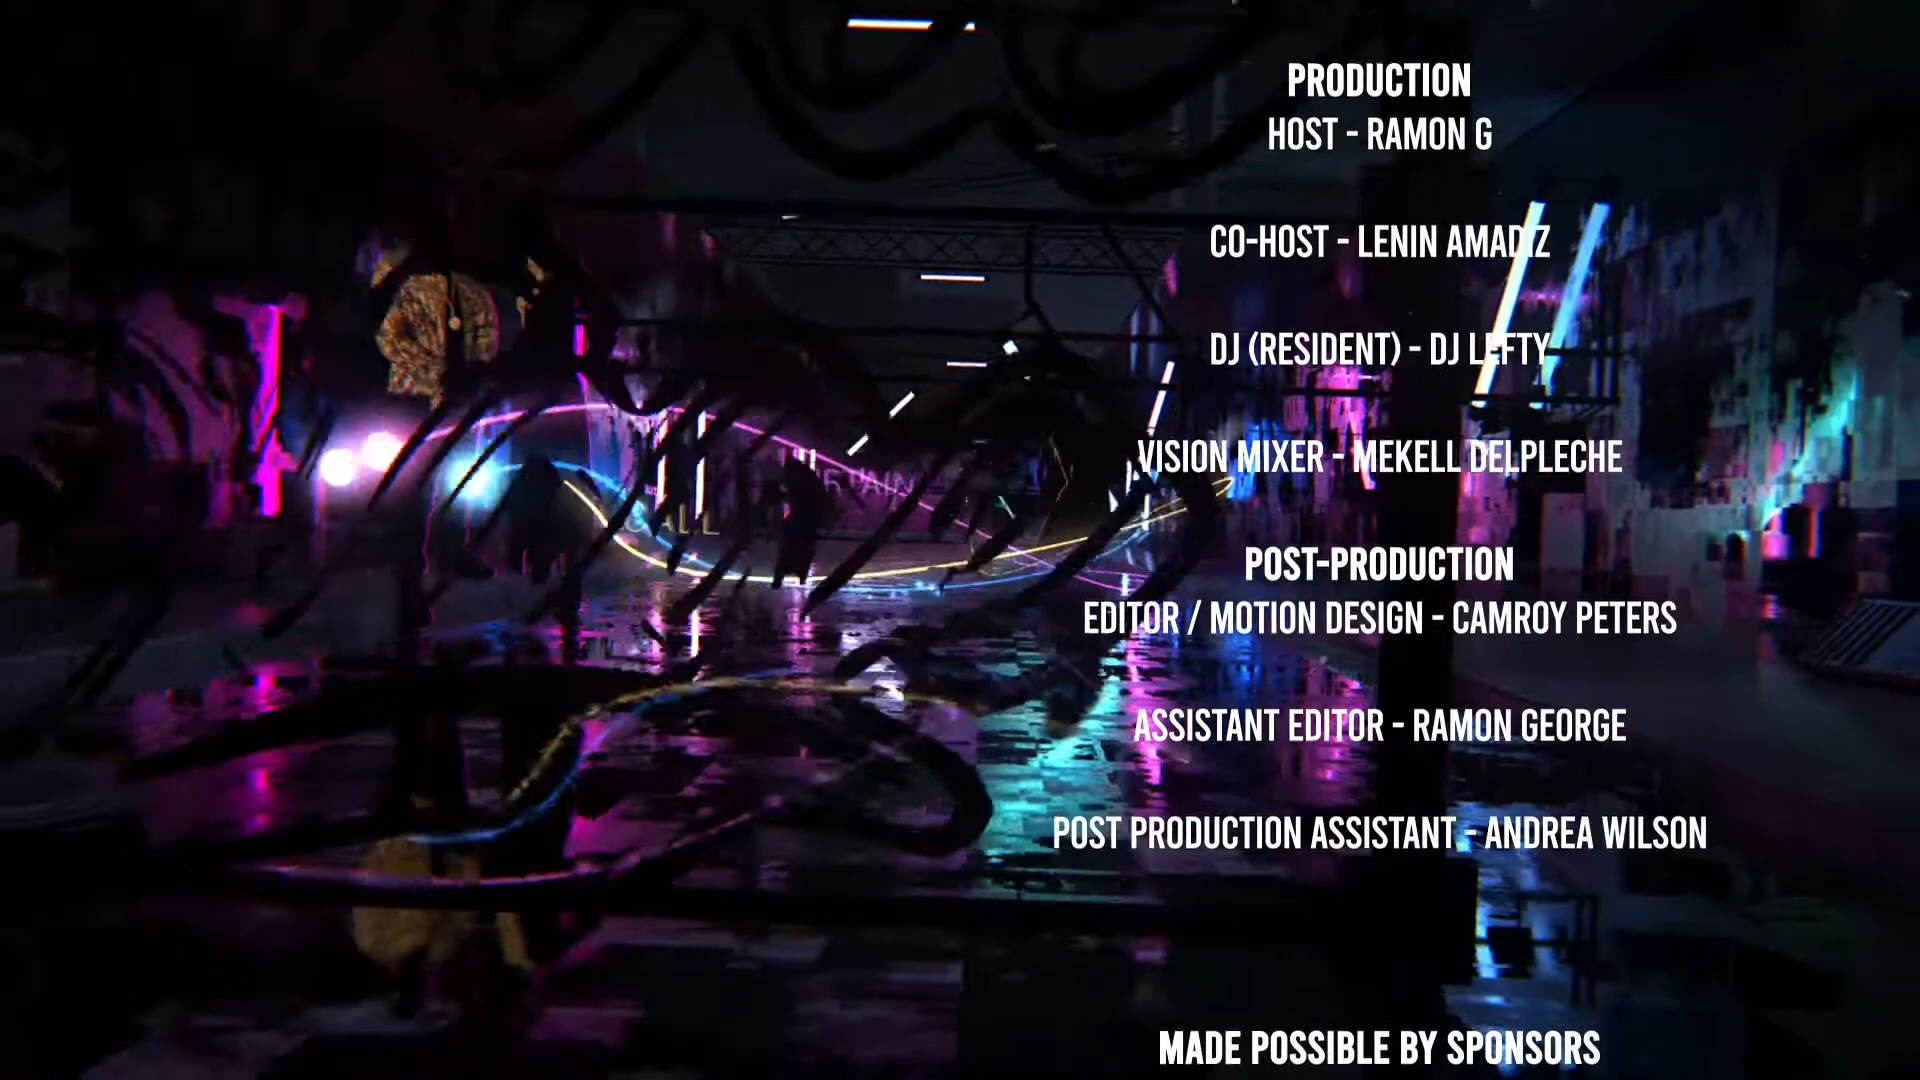 PRODUCTION
HOST - RAMON G
CO-HOST - LENIN AMADIZ
DJ (RESIDENT) - DJ LEFTY
VISION MIXER - MEKELL DELPLECHE
POST-PRODUCTION
EDITOR / MOTION DESIGN - CAMROY PETERS
ASSISTANT EDITOR - RAMON GEORGE
POST PRODUCTION ASSISTANT - ANDREA WILSON
MADE POSSIBLE BY SPONSORS